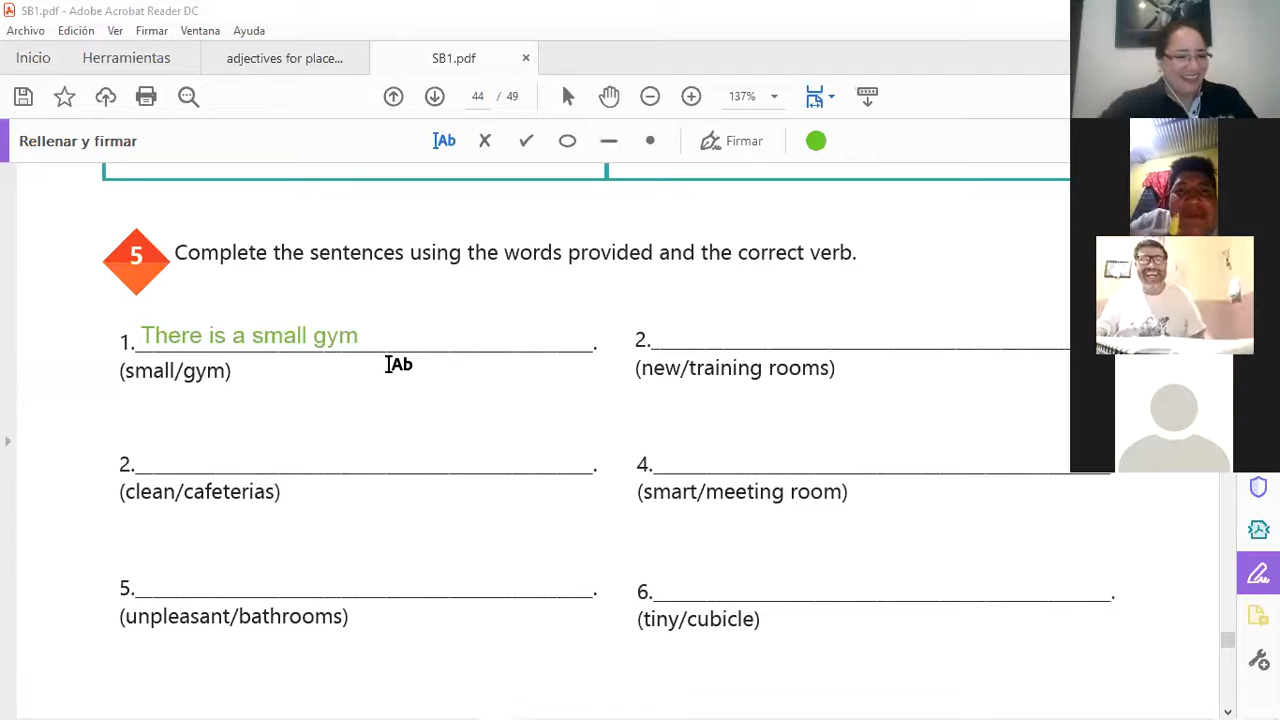 SB1.pdf - Adobe Acrobat Reader DC
Archivo Edición Ver Firmar Ventana Ayuda
Inicio Herramientas adjectives for place... SB1.pdf ×
44 / 49 137%
Rellenar y firmar Ab Firmar
5 Complete the sentences using the words provided and the correct verb.
1. There is a small gym. 2.
(small/gym) Ab (new/training rooms)
2. . 4.
(clean/cafeterias) (smart/meeting room)
5. . 6. .
(unpleasant/bathrooms) (tiny/cubicle)